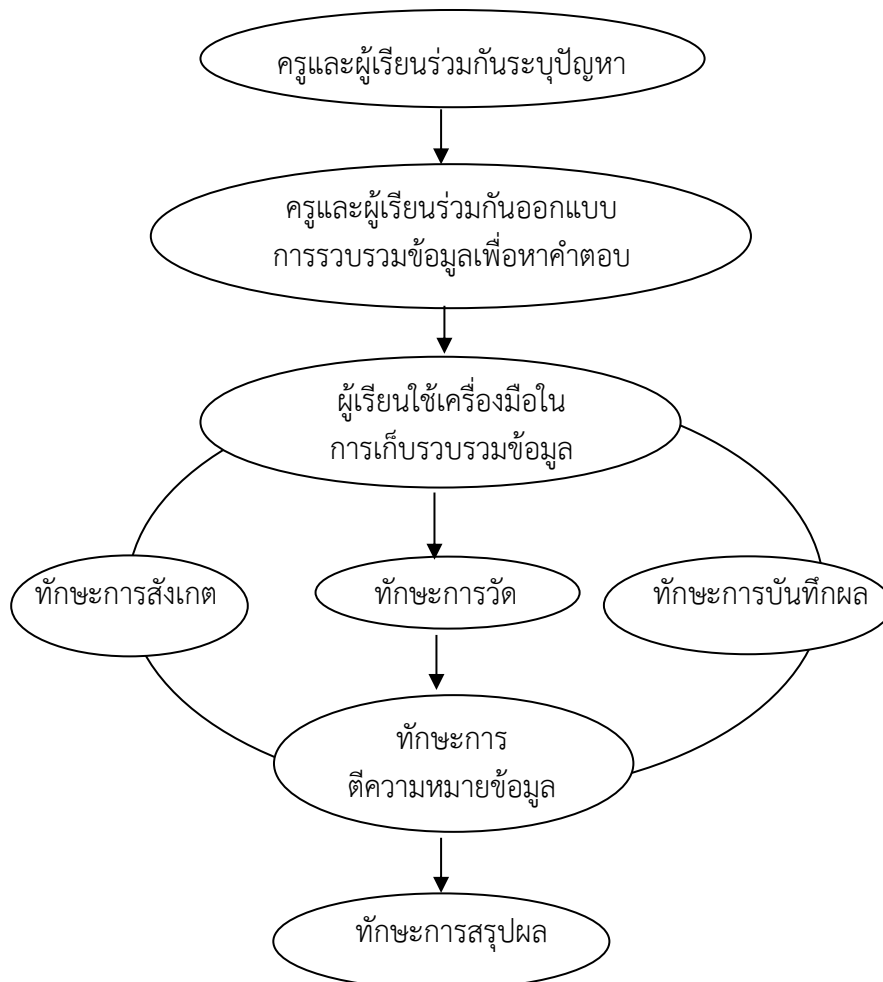 ครูและผู้เรียนร่วมกันระบุปัญหา
ครูและผู้เรียนร่วมกันออกแบบ
การรวบรวมข้อมูลเพื่อหาคำตอบ
ผู้เรียนใช้เครื่องมือใน
การเก็บรวบรวมข้อมูล
ทักษะการสังเกต
ทักษะการวัด
ทักษะการบันทึกผล
ทักษะการ
ตีความหมายข้อมูล
ทักษะการสรุปผล